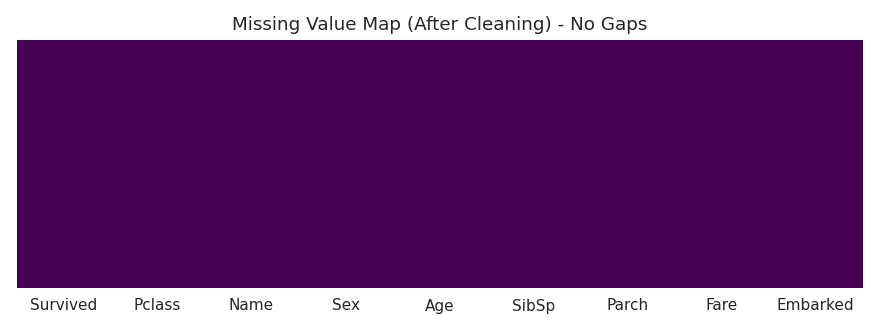 Missing Value Map (After Cleaning) - No Gaps
Survived Pclass Name Sex Age SibSp Parch Fare Embarked